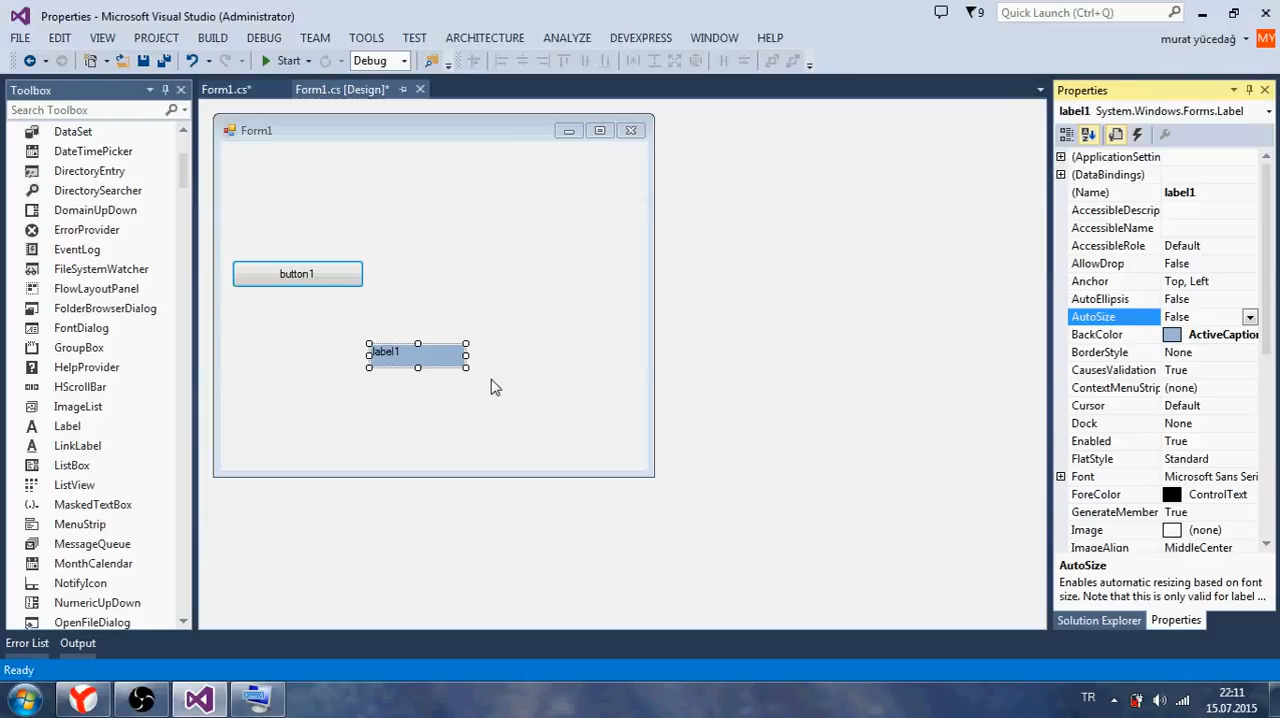 Properties - Microsoft Visual Studio (Administrator)
9
Quick Launch (Ctrl+Q)
FILE EDIT VIEW PROJECT BUILD DEBUG TEAM TOOLS TEST ARCHITECTURE ANALYZE DEVEXPRESS WINDOW HELP
murat yücedağ
MY
Start
Debug
Toolbox
Form1.cs*
Form1.cs [Design]*
Search Toolbox
DataSet
DateTimePicker
DirectoryEntry
DirectorySearcher
DomainUpDown
ErrorProvider
EventLog
FileSystemWatcher
FlowLayoutPanel
FolderBrowserDialog
FontDialog
GroupBox
HelpProvider
HScrollBar
ImageList
Label
LinkLabel
ListBox
ListView
MaskedTextBox
MenuStrip
MessageQueue
MonthCalendar
NotifyIcon
NumericUpDown
OpenFileDialog
Form1
button1
label1
Properties
label1 System.Windows.Forms.Label
(ApplicationSettin
(DataBindings)
(Name) label1
AccessibleDescrip
AccessibleName
AccessibleRole Default
AllowDrop False
Anchor Top, Left
AutoEllipsis False
AutoSize False
BackColor ActiveCaption
BorderStyle None
CausesValidation True
ContextMenuStrip (none)
Cursor Default
Dock None
Enabled True
FlatStyle Standard
Font Microsoft Sans Seri
ForeColor ControlText
GenerateMember True
Image (none)
ImageAlign MiddleCenter
AutoSize
Enables automatic resizing based on font
size. Note that this is only valid for label ...
Solution Explorer Properties
Error List Output
Ready
TR
22:11
15.07.2015